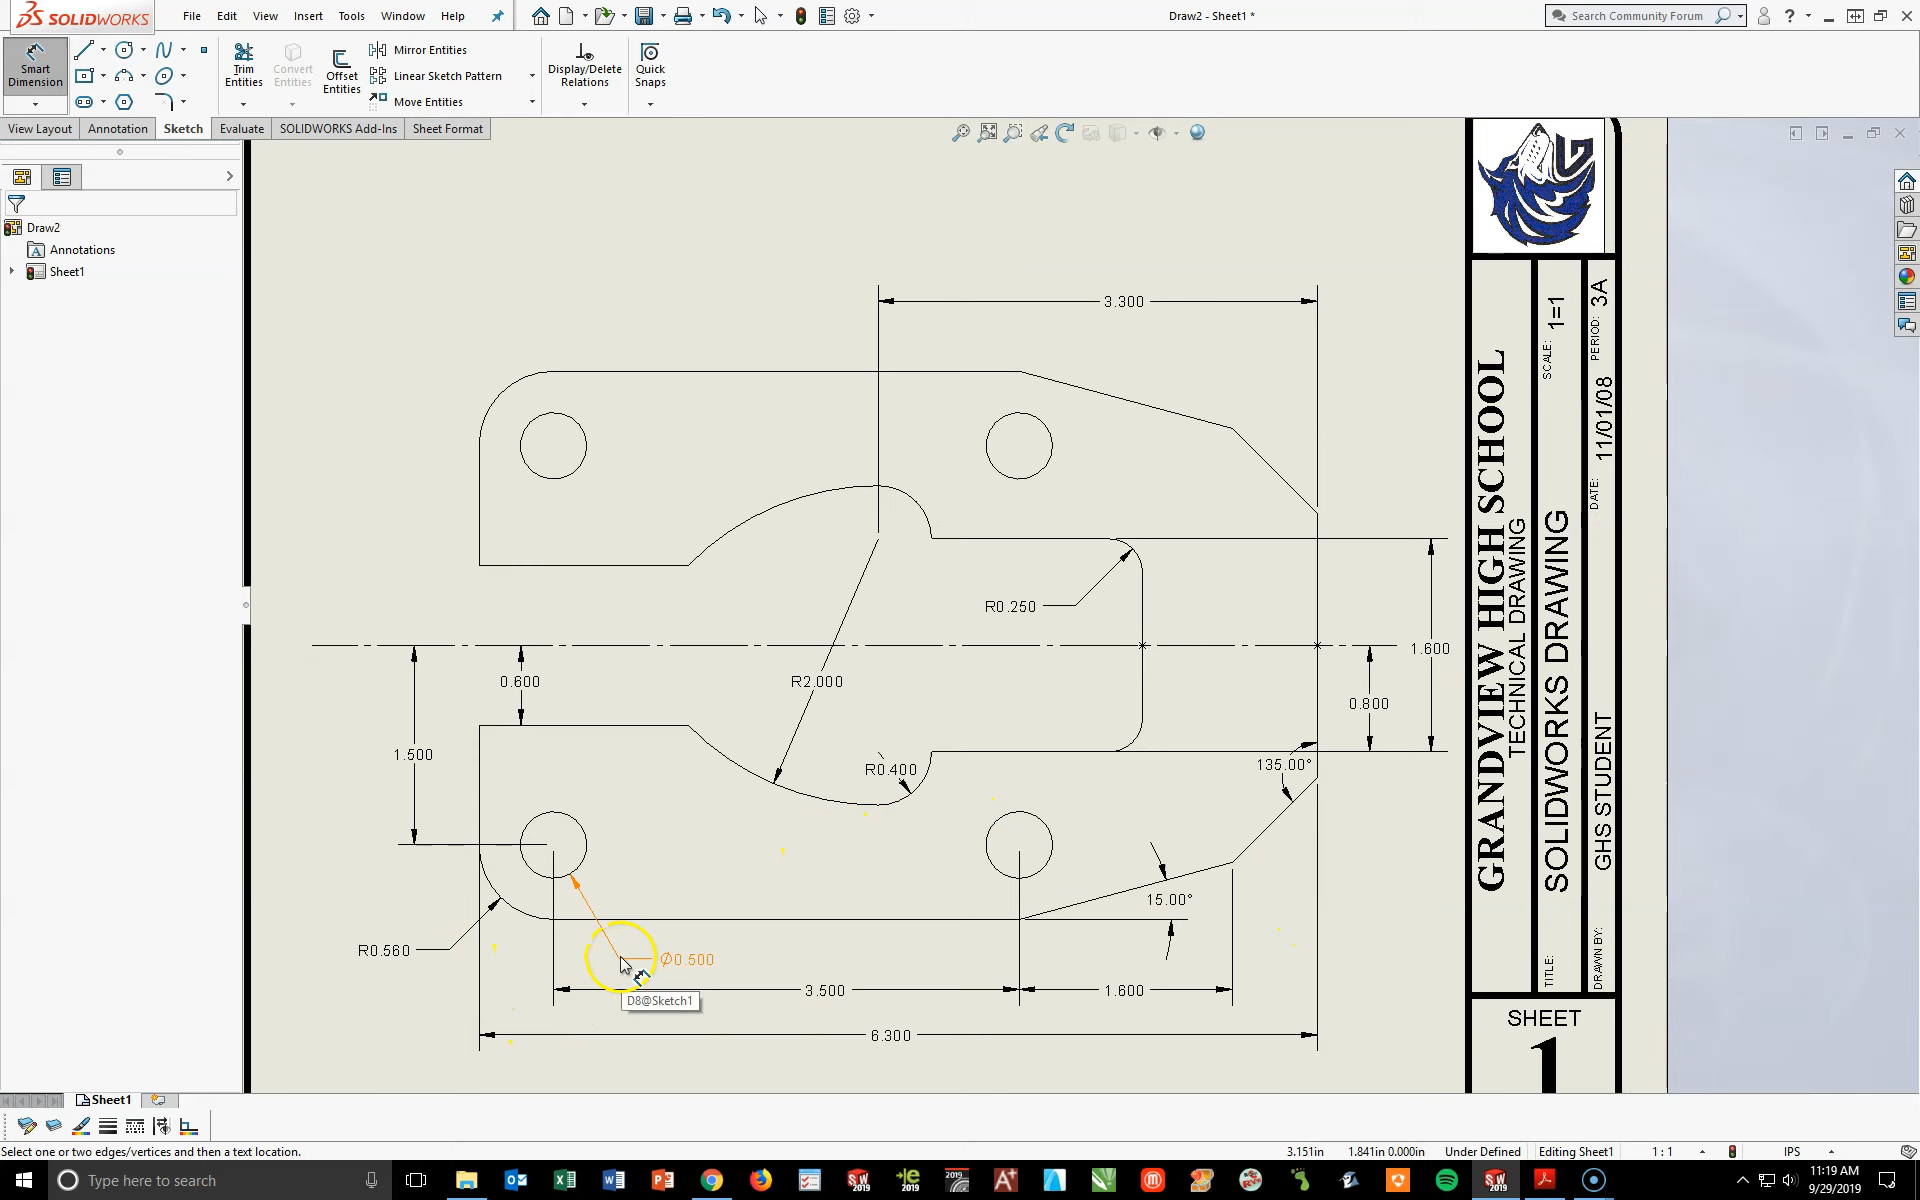 SOLIDWORKS
File Edit View Insert Tools Window Help
Draw2 - Sheet1 *
Search Community Forum
Smart Dimension
Trim Entities
Convert Entities
Offset Entities
Mirror Entities
Linear Sketch Pattern
Move Entities
Display/Delete Relations
Quick Snaps
View Layout Annotation Sketch Evaluate SOLIDWORKS Add-Ins Sheet Format
Draw2
Annotations
Sheet1
3.300
R0.250
1.600
0.600
R2.000
0.800
1.500
R0.400
135.00°
15.00°
R0.560
Ø0.500
D8@Sketch1
3.500
1.600
6.300
GRANDVIEW HIGH SCHOOL
TECHNICAL DRAWING
TITLE: SOLIDWORKS DRAWING SCALE: 1=1
DRAWN BY: GHS STUDENT DATE: 11/01/08 PERIOD: 3A
SHEET
1
Sheet1
Select one or two edges/vertices and then a text location.
3.151in 1.841in 0.000in Under Defined Editing Sheet1 1 : 1 IPS
Type here to search
SW 2019
e 2019
2019
A+
SW 2019
11:19 AM
9/29/2019